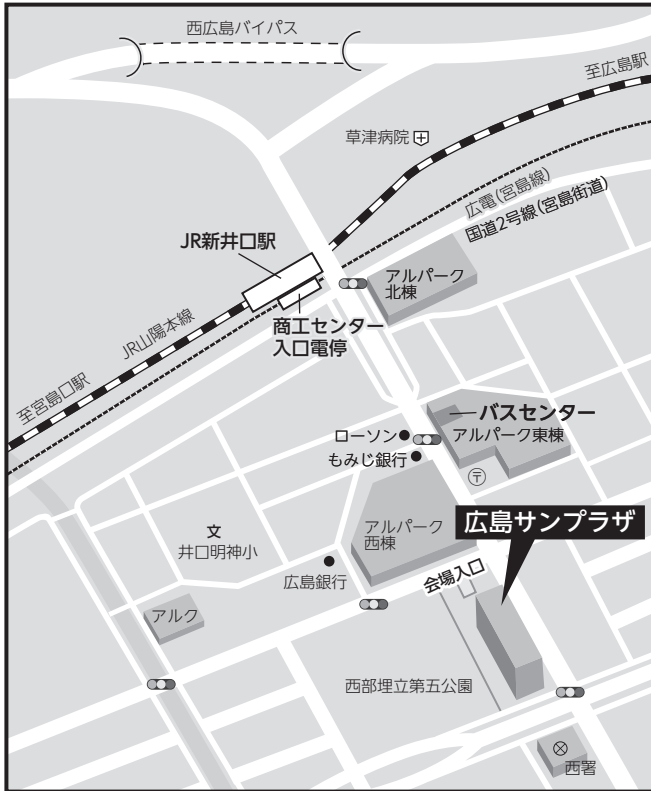 西広島バイパス
至広島駅
草津病院
広電(宮島線)
国道2号線(宮島街道)
JR新井口駅
アルパーク
北棟
商工センター
入口電停
JR山陽本線
至宮島口駅
バスセンター
アルパーク東棟
ローソン
もみじ銀行
〒
広島サンプラザ
アルパーク
西棟
文
井口明神小
会場入口
広島銀行
アルク
西部埋立第五公園
西署